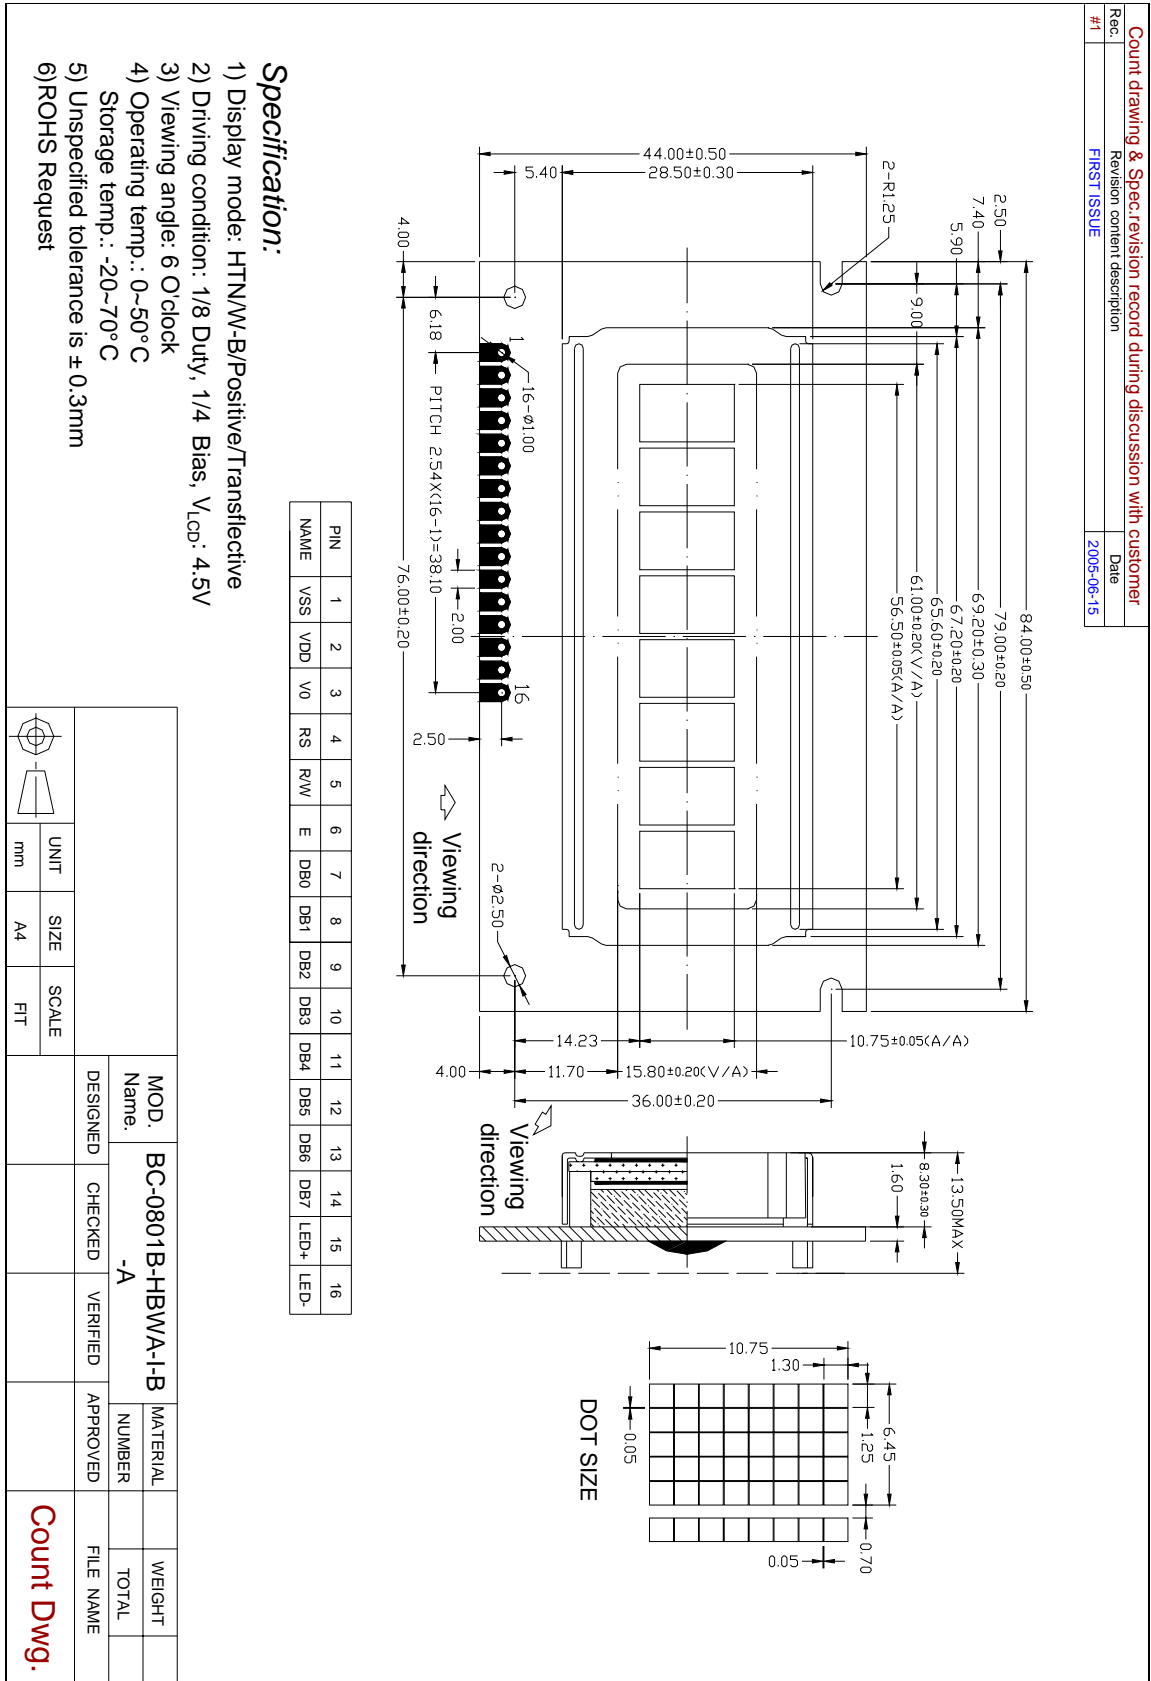 Count drawing & Spec.revision record during discussion with customer
Rec. Revision content description Date
#1 FIRST ISSUE 2005-06-15
84.00±0.50
2.50 79.00±0.20
7.40 69.20±0.30
5.90 67.20±0.20
65.60±0.20
9.00 61.00±0.20(V/A)
56.50±0.05(A/A)
2-R1.25
44.00±0.50
28.50±0.30
5.40
4.00
6.18
1
16-Ø1.00
PITCH 2.54X(16-1)=38.10
2.00
16
2.50
76.00±0.20
2-Ø2.50
Viewing
direction
10.75±0.05(A/A)
14.23
15.80±0.20(V/A)
11.70
4.00
36.00±0.20
Viewing
direction
13.50MAX
8.30±0.30
1.60
10.75
1.30
6.45
1.25
0.70
0.05
0.05
DOT SIZE
PIN 1 2 3 4 5 6 7 8 9 10 11 12 13 14 15 16
NAME VSS VDD V0 RS R/W E DB0 DB1 DB2 DB3 DB4 DB5 DB6 DB7 LED+ LED-
Specification:
1) Display mode: HTN/W-B/Positive/Transflective
2) Driving condition: 1/8 Duty, 1/4 Bias, VLCD: 4.5V
3) Viewing angle: 6 O'clock
4) Operating temp.: 0~50°C
Storage temp.: -20~70°C
5) Unspecified tolerance is ±0.3mm
6)ROHS Request
UNIT SIZE SCALE
mm A4 FIT
MOD.
Name.
BC-0801B-HBWA-I-B
-A
MATERIAL WEIGHT
NUMBER TOTAL
DESIGNED CHECKED VERIFIED APPROVED FILE NAME
Count Dwg.